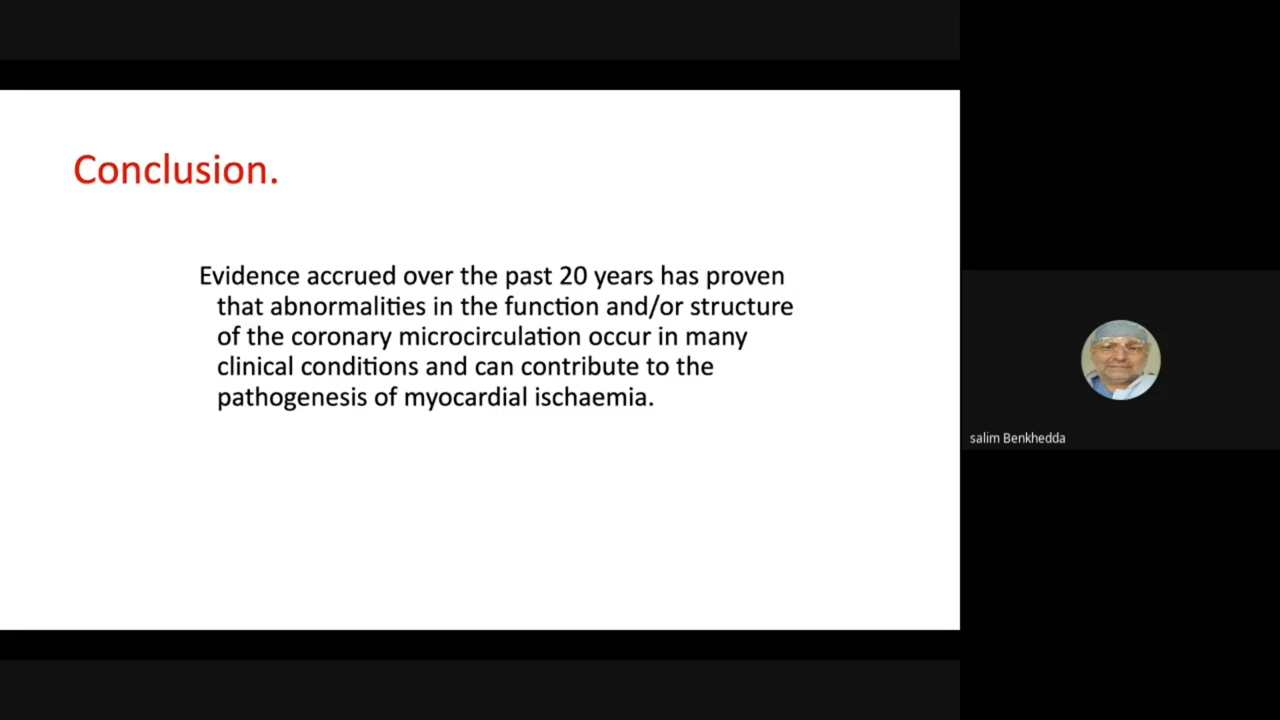 Conclusion.
Evidence accrued over the past 20 years has proven
that abnormalities in the function and/or structure
of the coronary microcirculation occur in many
clinical conditions and can contribute to the
pathogenesis of myocardial ischaemia.
salim Benkhedda